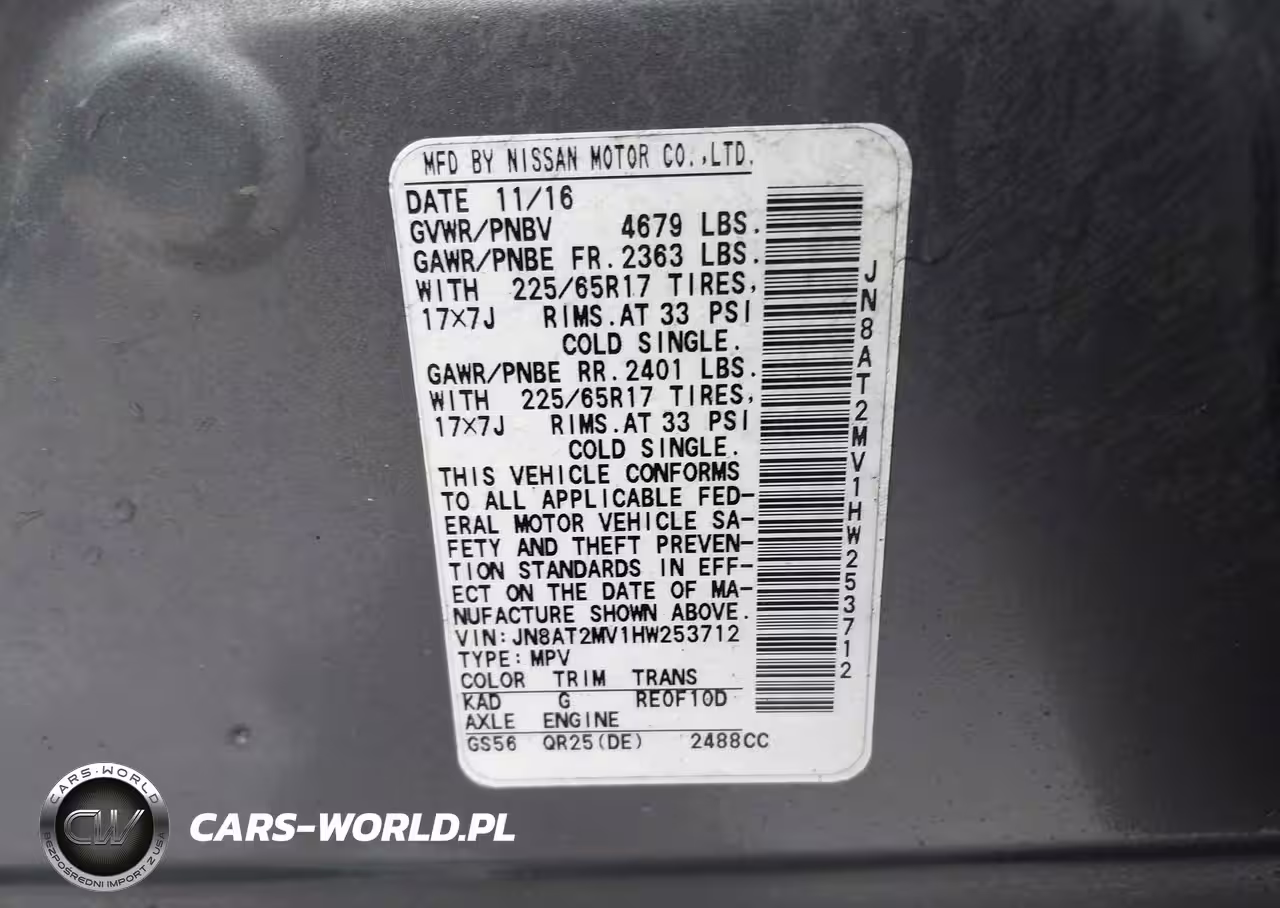 MFD BY NISSAN MOTOR CO.,LTD.
DATE 11/16
GVWR/PNBV 4679 LBS.
GAWR/PNBE FR.2363 LBS.
WITH 225/65R17 TIRES,
17×7J RIMS.AT 33 PSI
COLD SINGLE.
GAWR/PNBE RR.2401 LBS.
WITH 225/65R17 TIRES,
17×7J RIMS.AT 33 PSI
COLD SINGLE.
THIS VEHICLE CONFORMS
TO ALL APPLICABLE FED-
ERAL MOTOR VEHICLE SA-
FETY AND THEFT PREVEN-
TION STANDARDS IN EFF-
ECT ON THE DATE OF MA-
NUFACTURE SHOWN ABOVE.
VIN:JN8AT2MV1HW253712
TYPE:MPV
COLOR TRIM TRANS
KAD G RE0F10D
AXLE ENGINE
GS56 QR25(DE) 2488CC
JN8AT2MV1HW253712
CARS-WORLD
CW
BEZPOŚREDNI IMPORT Z USA
CARS-WORLD.PL